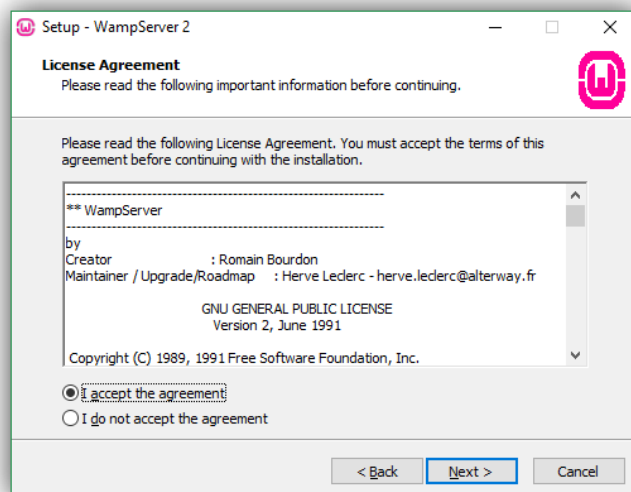 Setup - WampServer 2
License Agreement
Please read the following important information before continuing.
Please read the following License Agreement. You must accept the terms of this
agreement before continuing with the installation.
----------------------------------------------------------------
** WampServer
----------------------------------------------------------------
by
Creator : Romain Bourdon
Maintainer / Upgrade/Roadmap : Herve Leclerc - herve.leclerc@alterway.fr
GNU GENERAL PUBLIC LICENSE
Version 2, June 1991
Copyright (C) 1989, 1991 Free Software Foundation, Inc.
I accept the agreement
I do not accept the agreement
< Back Next > Cancel